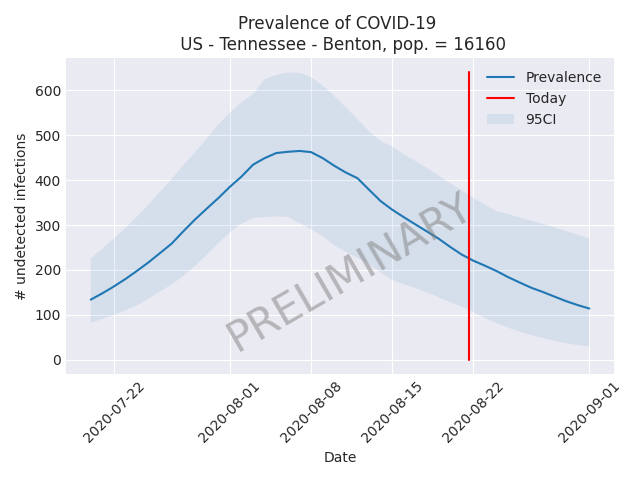 Prevalence of COVID-19
US - Tennessee - Benton, pop. = 16160
Prevalence
Today
95CI
# undetected infections
600
500
400
300
200
100
0
PRELIMINARY
2020-07-22
2020-08-01
2020-08-08
2020-08-15
2020-08-22
2020-09-01
Date